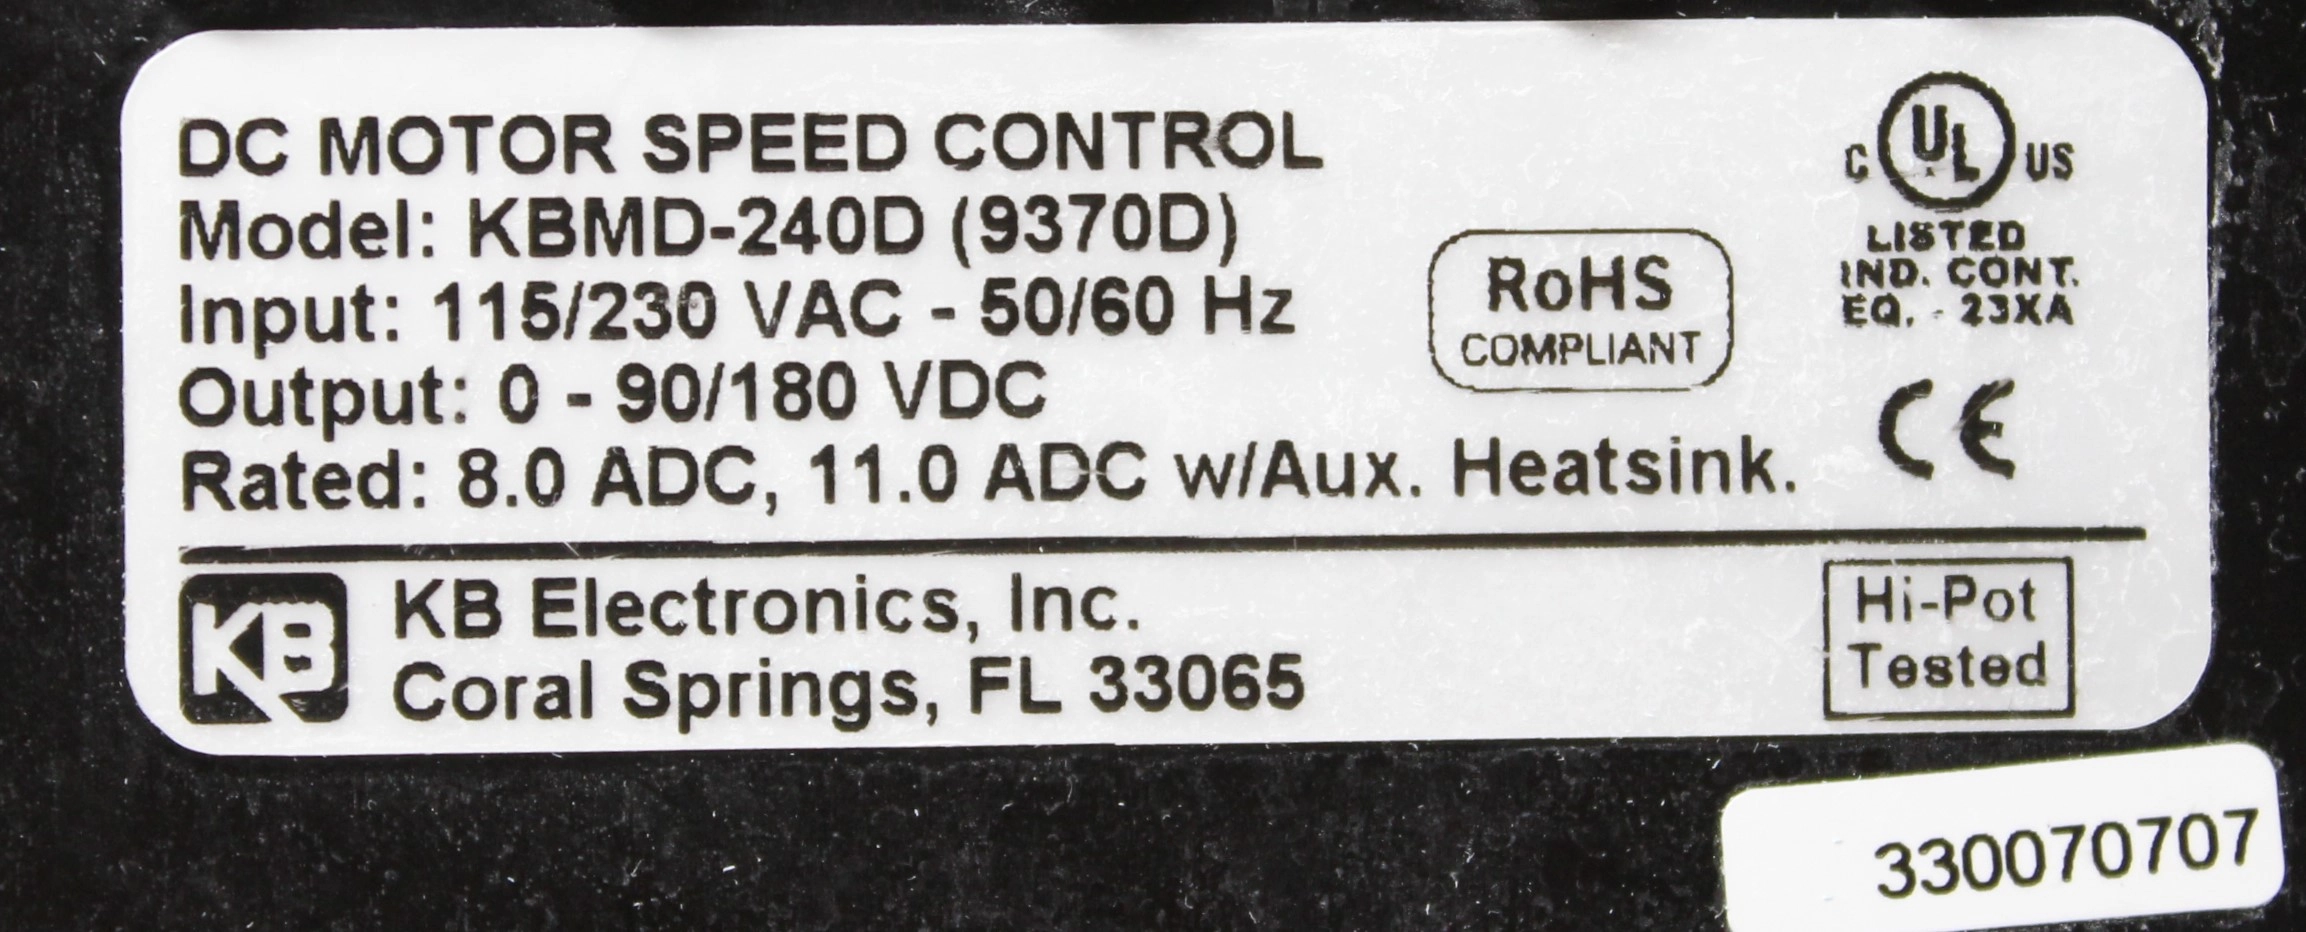 DC MOTOR SPEED CONTROL
Model: KBMD-240D (9370D)
Input: 115/230 VAC - 50/60 Hz
Output: 0 - 90/180 VDC
Rated: 8.0 ADC, 11.0 ADC w/Aux. Heatsink.
RoHS
COMPLIANT
C UL US
LISTED
IND. CONT.
EQ. - 23XA
CE
KB
KB Electronics, Inc.
Coral Springs, FL 33065
Hi-Pot
Tested
330070707